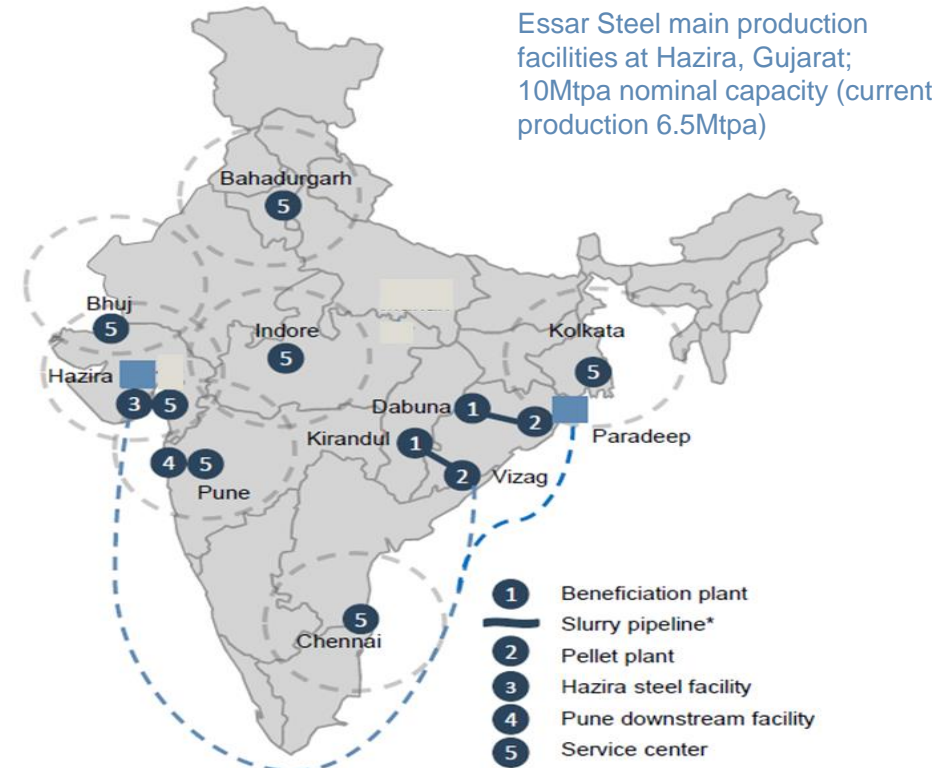 Essar Steel main production
facilities at Hazira, Gujarat;
10Mtpa nominal capacity (current
production 6.5Mtpa)
Bahadurgarh
5
Bhuj
5
Indore
5
Kolkata
5
Hazira
3 5
Dabuna 1
2
Paradeep
Kirandul 1
2 Vizag
4 5
Pune
5
Chennai
1 Beneficiation plant
Slurry pipeline*
2 Pellet plant
3 Hazira steel facility
4 Pune downstream facility
5 Service center